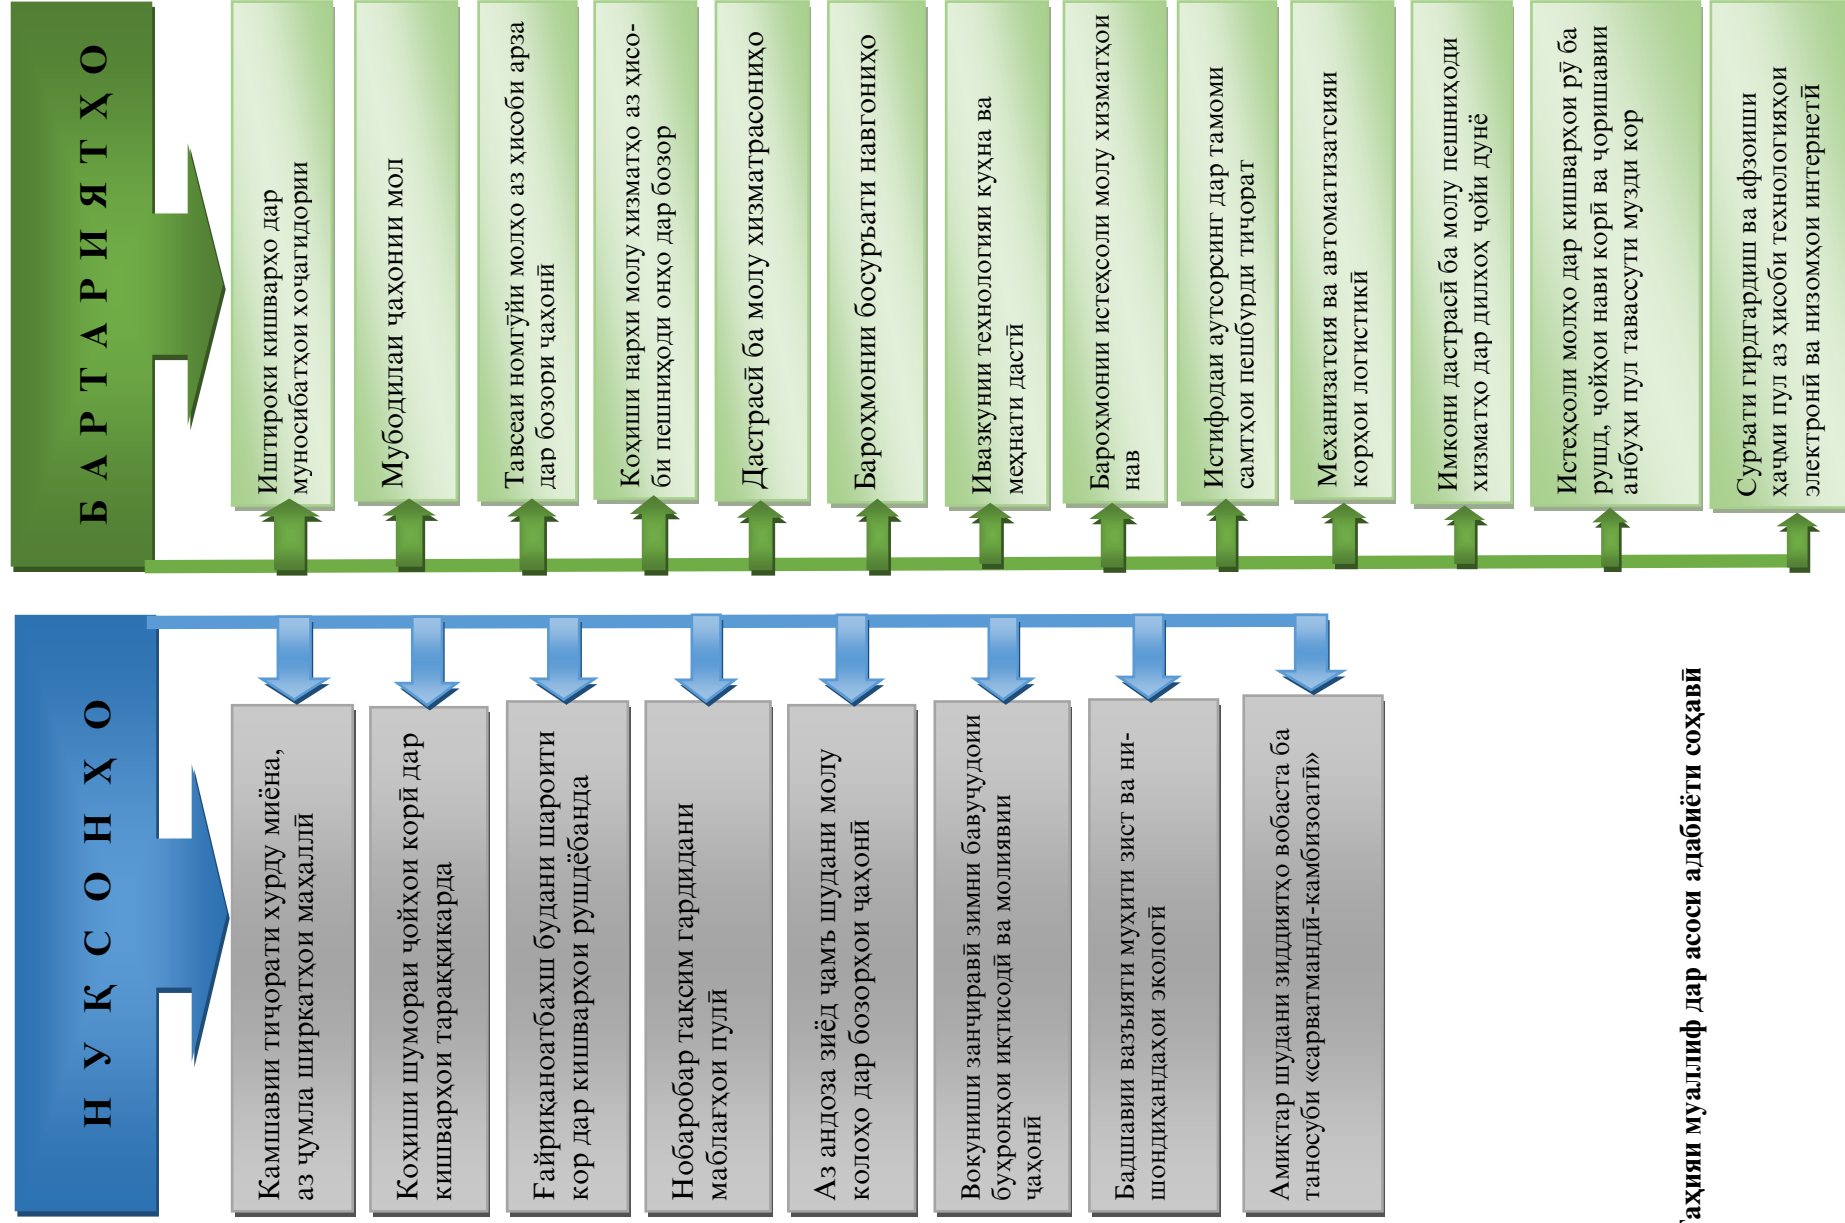 НУҚСОНҲО
Камшавии тиҷорати хурду миёна,
аз ҷумла ширкатҳои маҳаллӣ
Коҳиши шумораи ҷойҳои корӣ дар
кишварҳои тараққикарда
Ғайриқаноатбахш будани шароити
кор дар кишварҳои рушдёбанда
Нобаробар тақсим гардидани
маблағҳои пулӣ
Аз андоза зиёд ҷамъ шудани молу
колоҳо дар бозорҳои ҷаҳонӣ
Вокуниши занҷиравӣ зимни бавуҷудоии
буҳронҳои иқтисодӣ ва молиявии
ҷаҳонӣ
Бадшавии вазъияти муҳити зист ва ни-
шондиҳандаҳои экологӣ
Амиқтар шудани зиддиятҳо вобаста ба
таносуби «сарватмандӣ-камбизоатӣ»
БАРТАРИЯТҲО
Иштироки кишварҳо дар
муносибатҳои хоҷагидории
Мубодилаи ҷаҳонии мол
Тавсеаи номгӯйи молҳо аз ҳисоби арза
дар бозори ҷаҳонӣ
Коҳиши нархи молу хизматҳо аз ҳисо-
би пешниҳоди онҳо дар бозор
Дастрасӣ ба молу хизматрасониҳо
Бароҳмонии босуръати навгониҳо
Ивазкунии технологияи куҳна ва
меҳнати дастӣ
Бароҳмонии истеҳсоли молу хизматҳои
нав
Истифодаи аутсорсинг дар тамоми
самтҳои пешбурди тиҷорат
Механизатсия ва автоматизатсияи
корҳои логистикӣ
Имкони дастрасӣ ба молу пешниҳоди
хизматҳо дар дилхоҳ ҷойи дунё
Истеҳсоли молҳо дар кишварҳои рӯ ба
рушд, ҷойҳои нави корӣ ва ҷоришавии
анбуҳи пул тавассути музди кор
Суръати гирдгардиш ва афзоиши
ҳаҷми пул аз ҳисоби технологияҳои
электронӣ ва низомҳои интернетӣ
муаллиф дар асоси адабиёти соҳавӣ